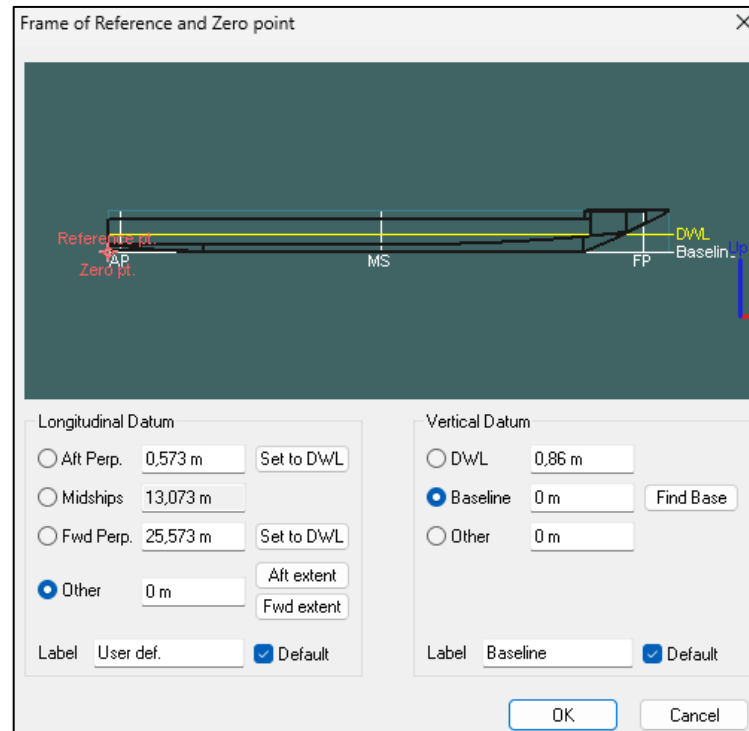 Frame of Reference and Zero point
Reference pt.
DWL
Baselin
Up
AP
MS
FP
Zero pt.
Longitudinal Datum
Aft Perp. 0,573 m Set to DWL
Midships 13,073 m
Fwd Perp. 25,573 m Set to DWL
Other 0 m Aft extent
Fwd extent
Label User def. Default
Vertical Datum
DWL 0,86 m
Baseline 0 m Find Base
Other 0 m
Label Baseline Default
OK Cancel